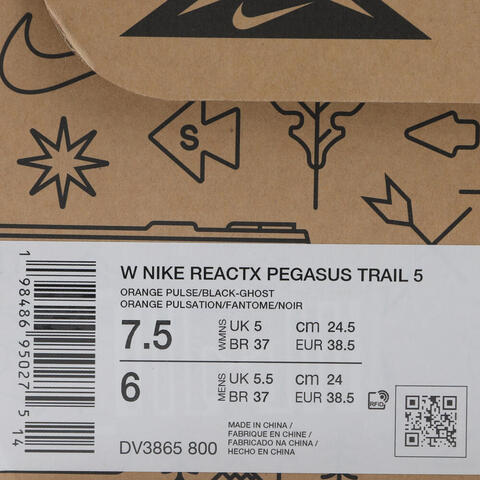 S
W NIKE REACTX PEGASUS TRAIL 5
ORANGE PULSE/BLACK-GHOST
ORANGE PULSATION/FANTOME/NOIR
7.5 WMNS UK 5 cm 24.5
BR 37 EUR 38.5
6 MENS UK 5.5 cm 24
BR 37 EUR 38.5
RFID
MADE IN CHINA /
FABRIQUE EN CHINE /
FABRICADO NA CHINA /
HECHO EN CHINA
DV3865 800
1 98486 95027 5 14